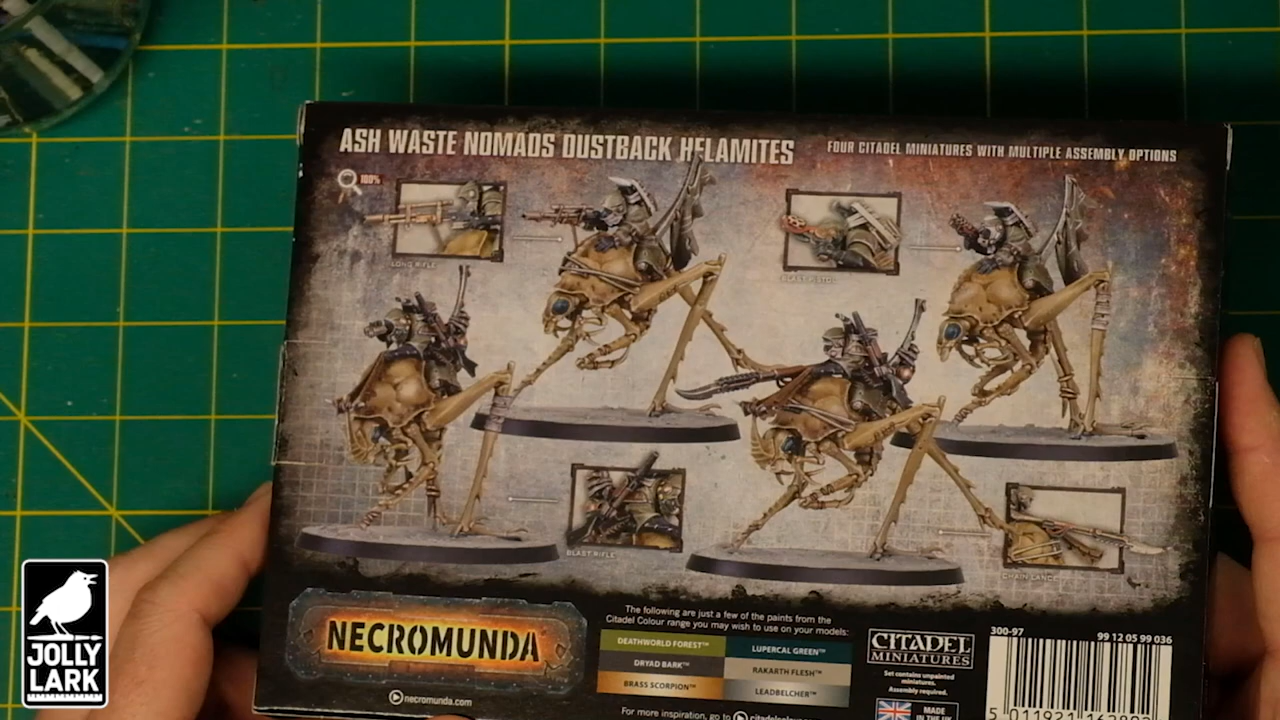 ASH WASTE NOMADS DUSTBACK HELAMITES
FOUR CITADEL MINIATURES WITH MULTIPLE ASSEMBLY OPTIONS
100%
LONG RIFLE
BLAST PISTOL
BLAST RIFLE
CHAIN LANCE
NECROMUNDA
necromunda.com
The following are just a few of the paints from the
Citadel Colour range you may wish to use on your models:
DEATHWORLD FOREST™
LUPERCAL GREEN™
DRYAD BARK™
RAKARTH FLESH™
BRASS SCORPION™
LEADBELCHER™
For more inspiration, go to
CITADEL
MINIATURES
Set contains unpainted
miniatures.
Assembly required.
MADE
IN THE UK
300-97
99 12 05 99 036
JOLLY
LARK